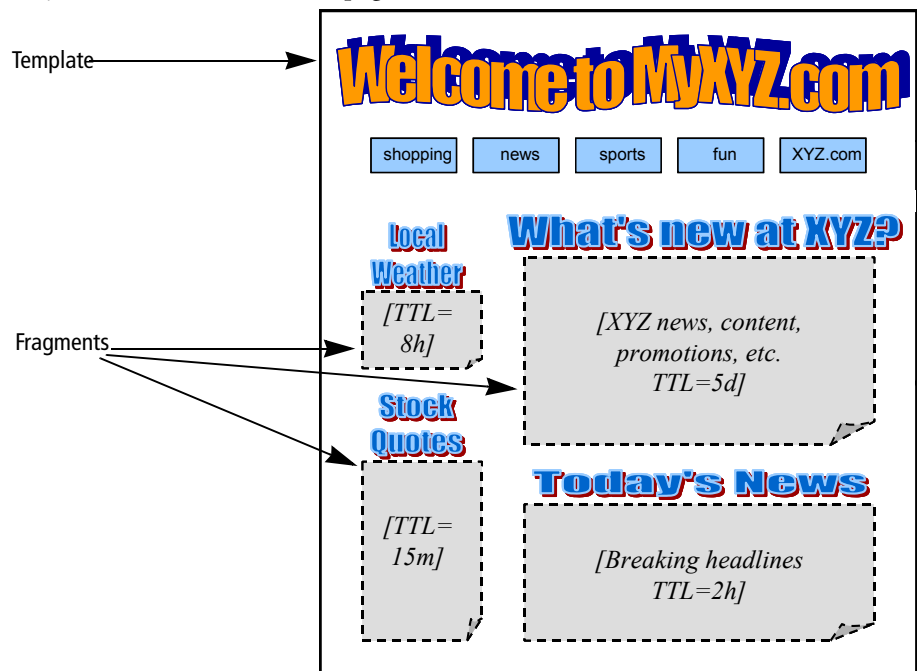 Template
Welcome to MyXYZ.com
shopping
news
sports
fun
XYZ.com
Local
Weather
[TTL=
8h]
What's new at XYZ?
[XYZ news, content,
promotions, etc.
TTL=5d]
Fragments
Stock
Quotes
[TTL=
15m]
Today's News
[Breaking headlines
TTL=2h]